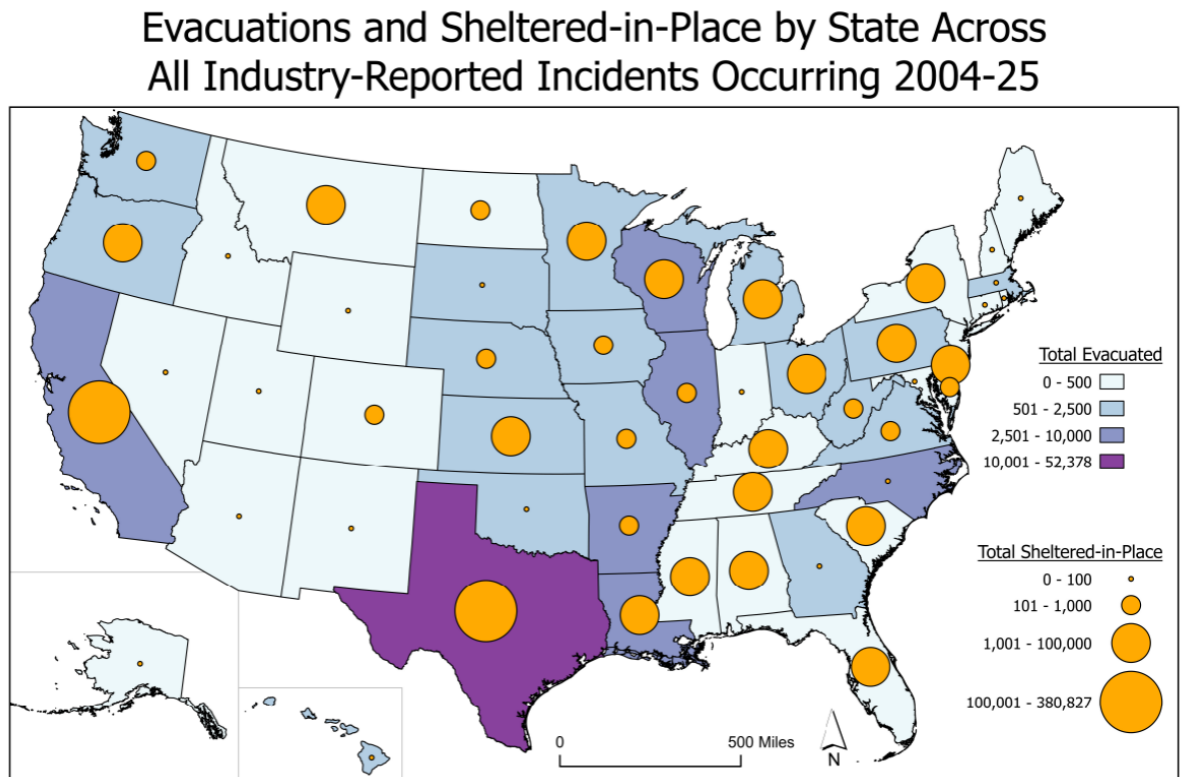 Evacuations and Sheltered-in-Place by State Across
All Industry-Reported Incidents Occurring 2004-25
Total Evacuated
0 - 500
501 - 2,500
2,501 - 10,000
10,001 - 52,378
Total Sheltered-in-Place
0 - 100
101 - 1,000
1,001 - 100,000
100,001 - 380,827
0 500 Miles
N